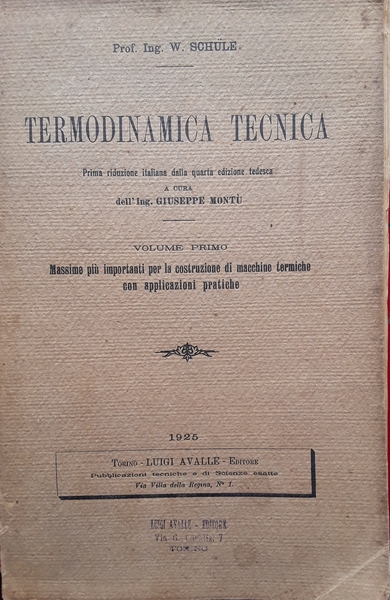 Prof. Ing. W. SCHÜLE
TERMODINAMICA TECNICA
Prima riduzione italiana dalla quarta edizione tedesca
A CURA
dell'Ing. GIUSEPPE MONTÙ
VOLUME PRIMO
Massime più importanti per la costruzione di macchine termiche
con applicazioni pratiche
1925
TORINO - LUIGI AVALLE - EDITORE
Pubblicazioni tecniche e di Scienze esatte
Via Villa della Regina, N° 1.
LUIGI AVALLE - EDITORE
Via G. 7
TORINO